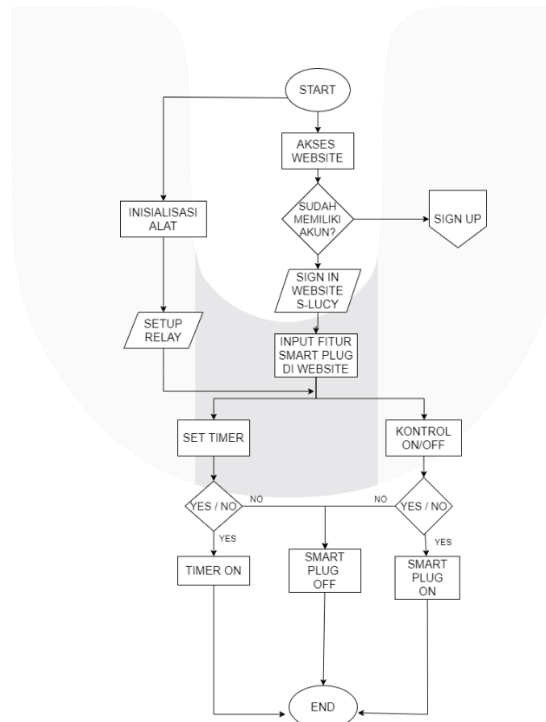 START
AKSES
WEBSITE
INISIALISASI
ALAT
SUDAH
MEMILIKI
AKUN?
SIGN UP
SIGN IN
WEBSITE
S-LUCY
SETUP
RELAY
INPUT FITUR
SMART PLUG
DI WEBSITE
SET TIMER
KONTROL
ON/OFF
YES / NO
NO
NO
YES / NO
YES
YES
TIMER ON
SMART
PLUG
OFF
SMART
PLUG
ON
END